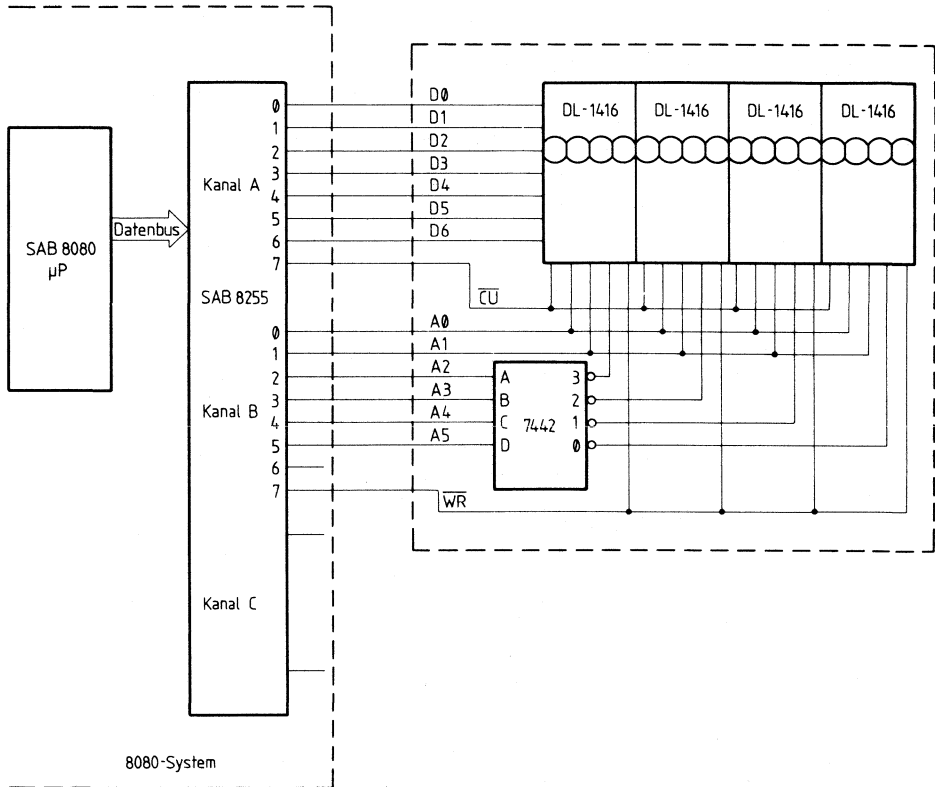 SAB 8080
µP
Datenbus
Kanal A
SAB 8255
Kanal B
Kanal C
0
1
2
3
4
5
6
7
0
1
2
3
4
5
6
7
8080-System
D0
D1
D2
D3
D4
D5
D6
CU
A0
A1
A2
A3
A4
A5
WR
A
B
C
D
7442
3
2
1
0
DL-1416
DL-1416
DL-1416
DL-1416